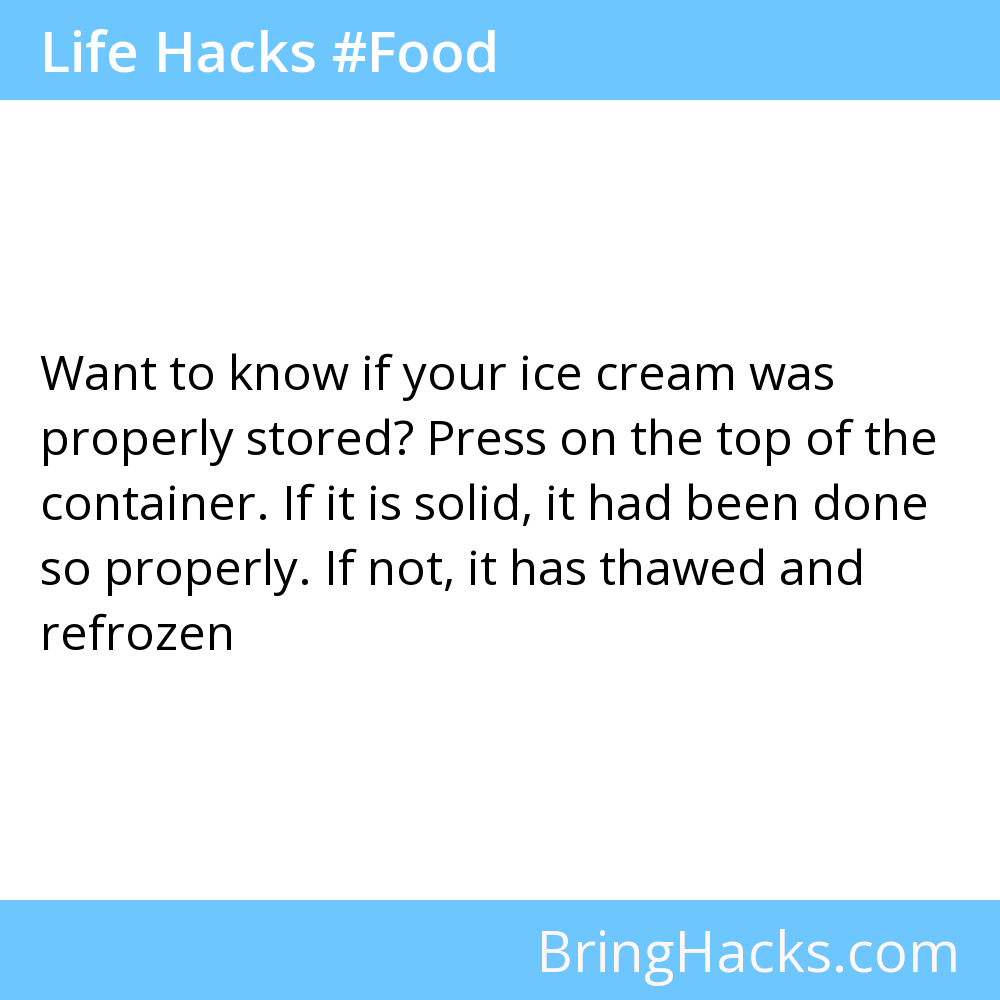 Life Hacks #Food
Want to know if your ice cream was
properly stored? Press on the top of the
container. If it is solid, it had been done
so properly. If not, it has thawed and
refrozen
BringHacks.com